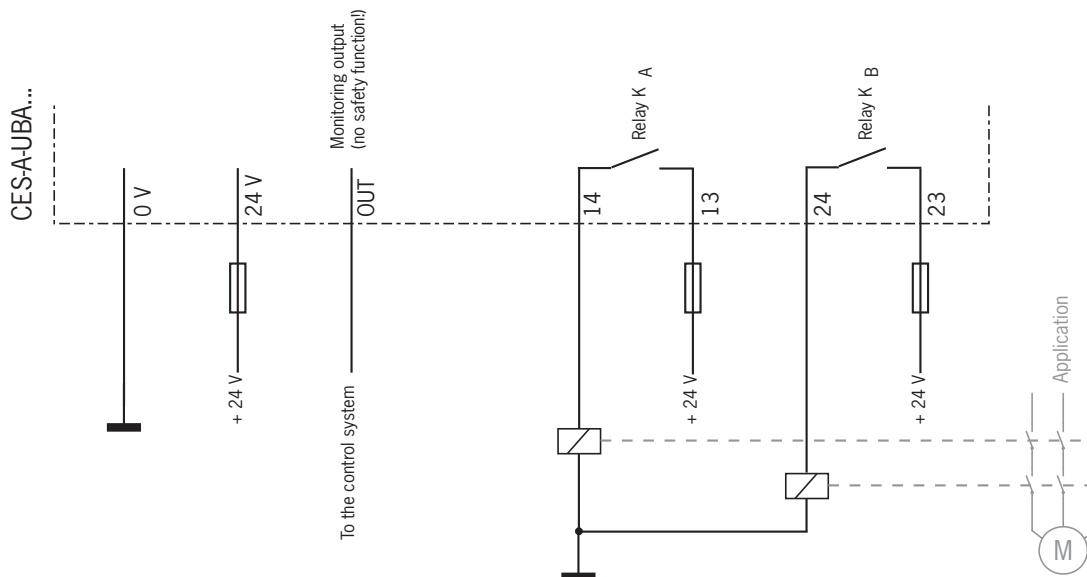 CES-A-UBA...
0 V
24 V
OUT
Monitoring output
(no safety function!)
14
Relay K A
13
24
Relay K B
23
+ 24 V
To the control system
+ 24 V
+ 24 V
Application
M